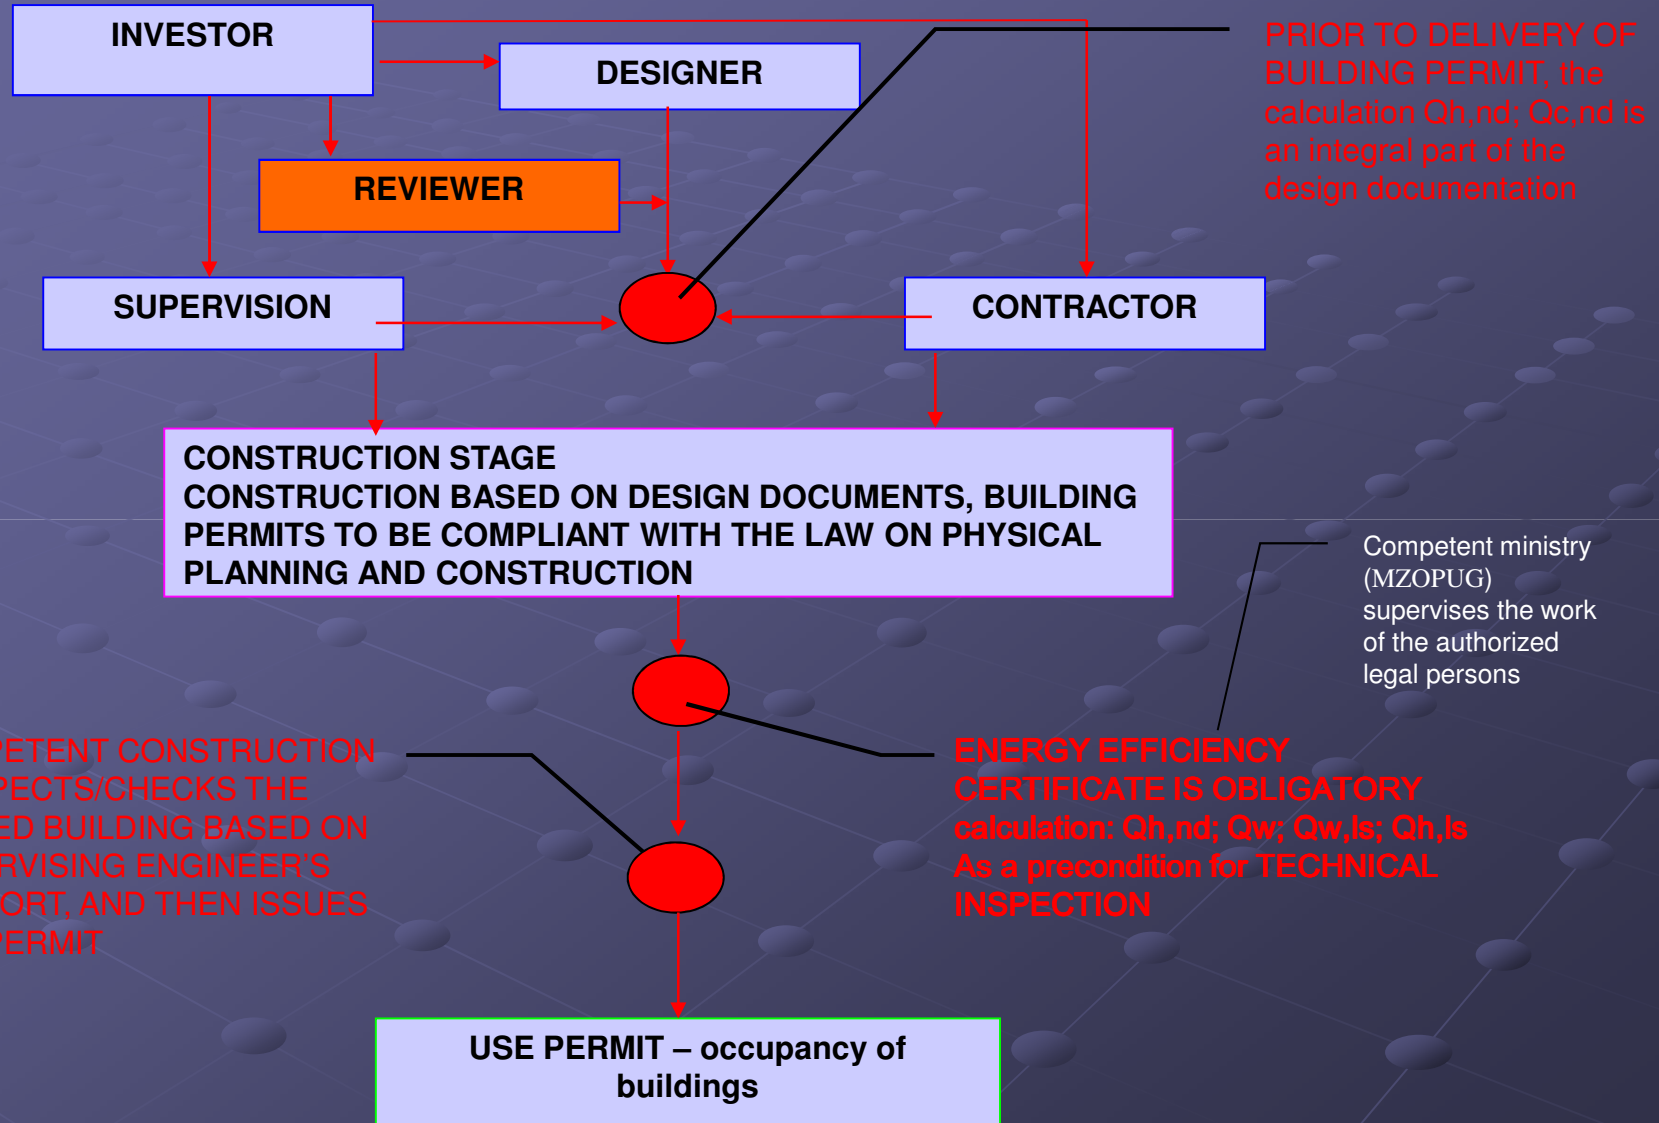 INVESTOR
DESIGNER
PRIOR TO DELIVERY OF
BUILDING PERMIT, the
calculation Qh,nd; Qc,nd is
an integral part of the
design documentation
REVIEWER
SUPERVISION
CONTRACTOR
CONSTRUCTION STAGE
CONSTRUCTION BASED ON DESIGN DOCUMENTS, BUILDING
PERMITS TO BE COMPLIANT WITH THE LAW ON PHYSICAL
PLANNING AND CONSTRUCTION
Competent ministry
(MZOPUG)
supervises the work
of the authorized
legal persons
PETENT CONSTRUCTION
PECTS/CHECKS THE
ED BUILDING BASED ON
RVISING ENGINEER'S
ORT, AND THEN ISSUES
PERMIT
ENERGY EFFICIENCY
CERTIFICATE IS OBLIGATORY
calculation: Qh,nd; Qw; Qw,ls; Qh,ls
As a precondition for TECHNICAL
INSPECTION
USE PERMIT – occupancy of
buildings